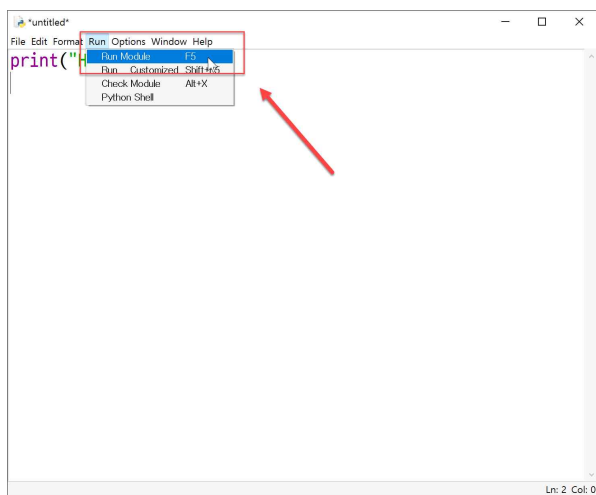 *untitled*
File Edit Format Run Options Window Help
print("H
Run Module F5
Run... Customized Shift+F5
Check Module Alt+X
Python Shell
Ln: 2 Col: 0